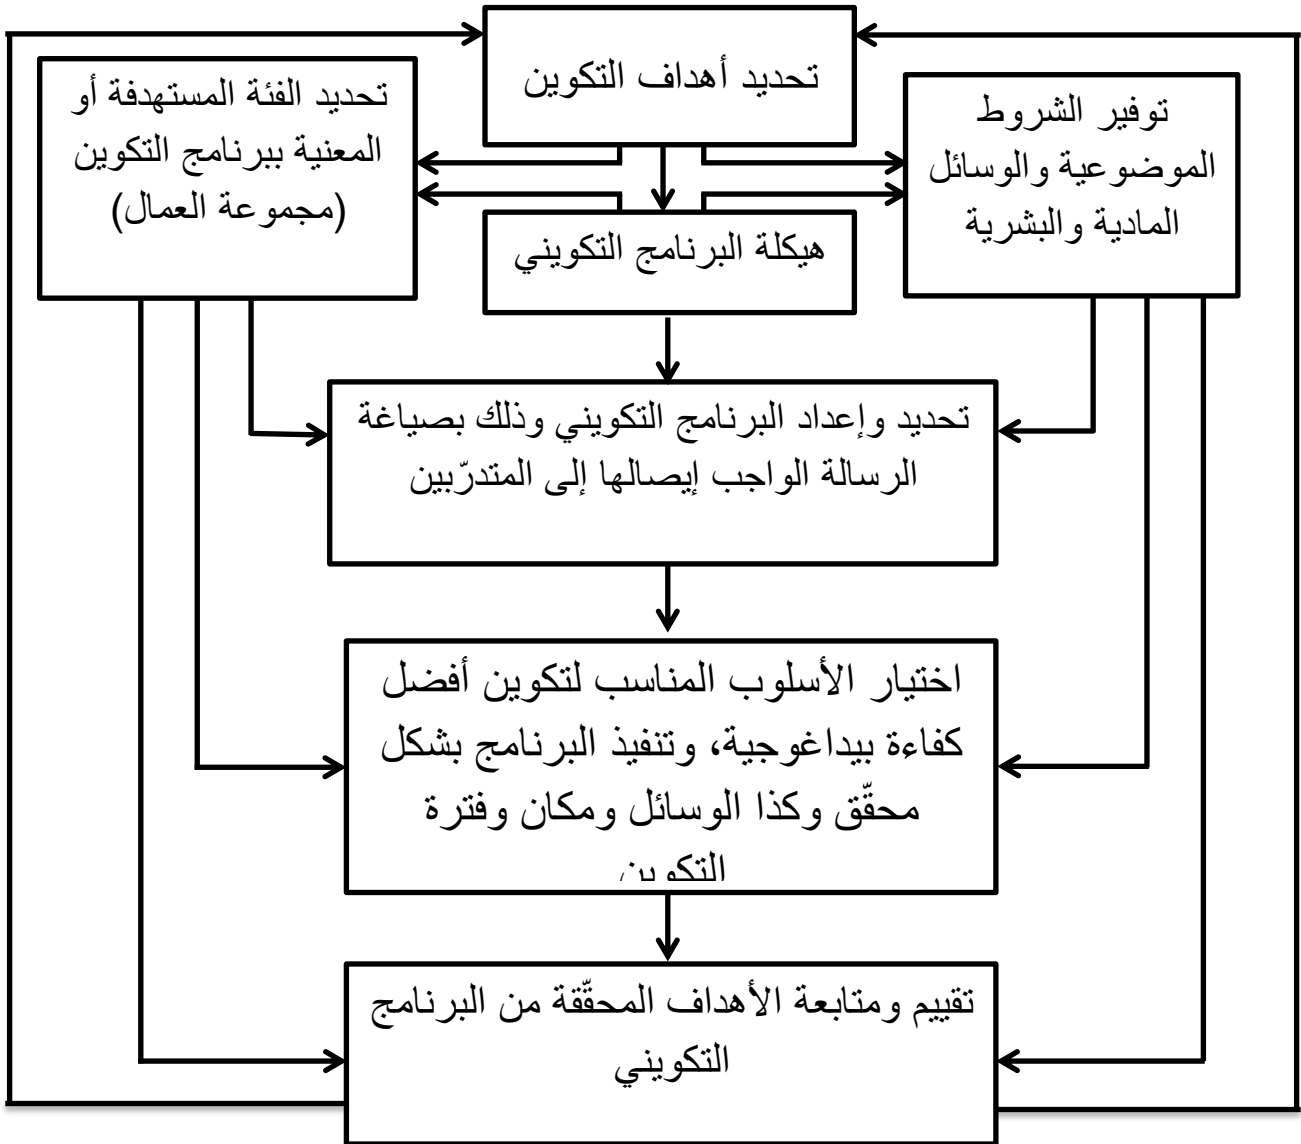 تحديد أهداف التكوين
توفير الشروط
الموضوعية والوسائل
المادية والبشرية
تحديد الفئة المستهدفة أو
المعنية ببرنامج التكوين
(مجموعة العمال)
هيكلة البرنامج التكويني
تحديد وإعداد البرنامج التكويني وذلك بصياغة
الرسالة الواجب إيصالها إلى المتدرّبين
اختيار الأسلوب المناسب لتكوين أفضل
كفاءة بيداغوجية، وتنفيذ البرنامج بشكل
محقّق وكذا الوسائل ومكان وفترة
التكوين
تقييم ومتابعة الأهداف المحقّقة من البرنامج
التكويني